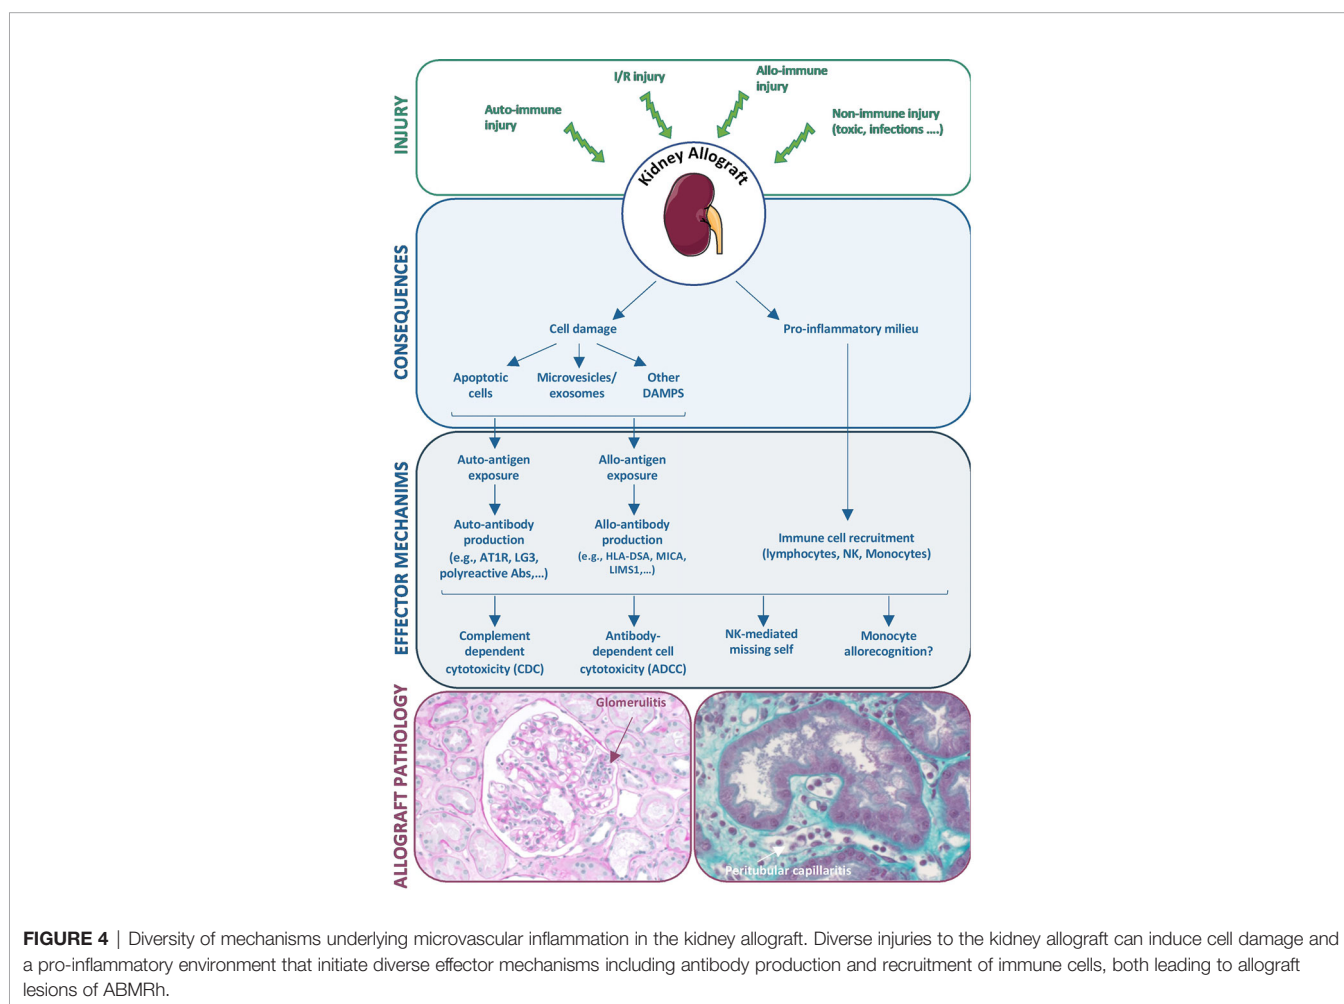 INJURY
I/R injury
Allo-immune
injury
Auto-immune
injury
Non-immune injury
(toxic, infections ....)
Kidney Allograft
CONSEQUENCES
Cell damage
Pro-inflammatory milieu
Apoptotic
cells
Microvesicles/
exosomes
Other
DAMPS
EFFECTOR MECHANIMS
Auto-antigen
exposure
Allo-antigen
exposure
Auto-antibody
production
(e.g., AT1R, LG3,
polyreactive Abs,...)
Allo-antibody
production
(e.g., HLA-DSA, MICA,
LIMS1,...)
Immune cell recruitment
(lymphocytes, NK, Monocytes)
Complement
dependent
cytotoxicity (CDC)
Antibody-
dependent cell
cytotoxicity (ADCC)
NK-mediated
missing self
Monocyte
allorecognition?
ALLOGRAFT PATHOLOGY
Glomerulitis
Peritubular capillaritis
FIGURE 4 | Diversity of mechanisms underlying microvascular inflammation in the kidney allograft. Diverse injuries to the kidney allograft can induce cell damage and
a pro-inflammatory environment that initiate diverse effector mechanisms including antibody production and recruitment of immune cells, both leading to allograft
lesions of ABMRh.